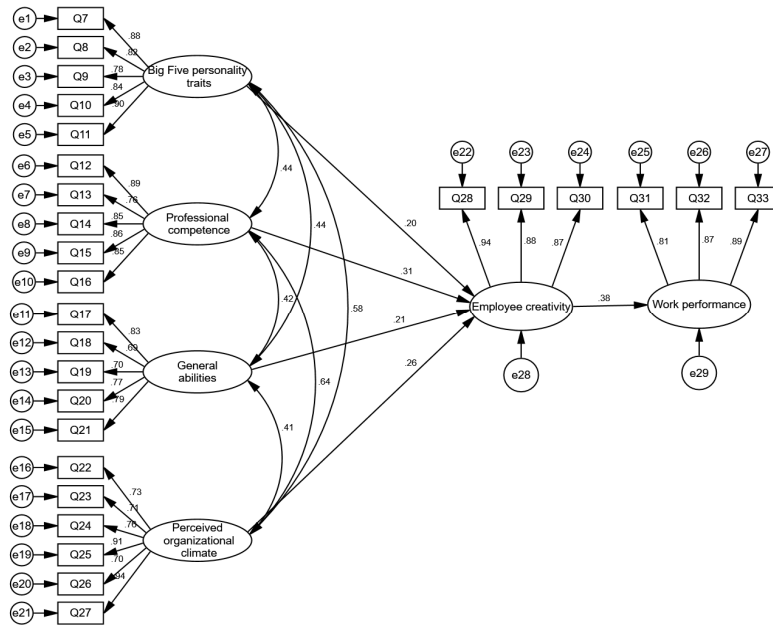 e1
Q7
.88
e2
Q8
.82
e3
Q9
.78
Big Five personality
traits
e4
Q10
.84
e5
Q11
.90
e6
Q12
.89
e7
Q13
.76
e8
Q14
.85
Professional
competence
e9
Q15
.86
e10
Q16
.85
e11
Q17
.83
e12
Q18
.69
e13
Q19
.70
General
abilities
e14
Q20
.77
e15
Q21
.79
e16
Q22
.73
e17
Q23
.71
e18
Q24
.76
Perceived
organizational
climate
e19
Q25
.91
e20
Q26
.70
e21
Q27
.94
.44
.44
.42
.58
.64
.41
.20
.31
.21
.26
e22
e23
e24
e25
e26
e27
Q28
Q29
Q30
Q31
Q32
Q33
.94
.88
.87
.81
.87
.89
Employee creativity
.38
Work performance
e28
e29